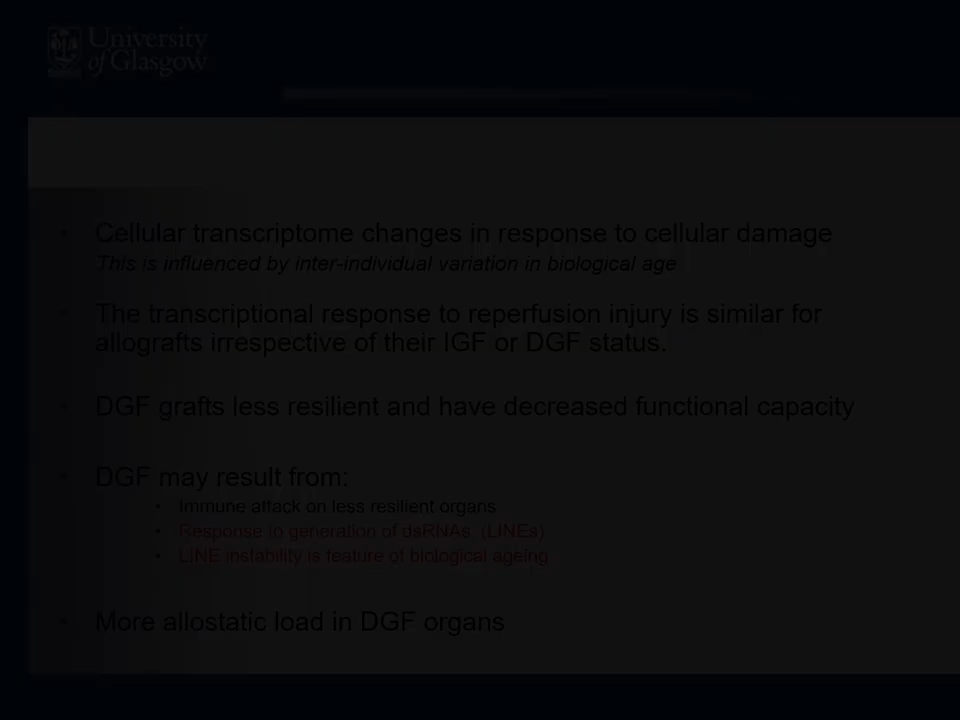 University
of Glasgow
• Cellular transcriptome changes in response to cellular damage
This is influenced by inter-individual variation in biological age
• The transcriptional response to reperfusion injury is similar for
allografts irrespective of their IGF or DGF status.
• DGF grafts less resilient and have decreased functional capacity
• DGF may result from:
• Immune attack on less resilient organs
• Response to generation of dsRNAs (LINEs)
• LINE instability is feature of biological ageing
• More allostatic load in DGF organs